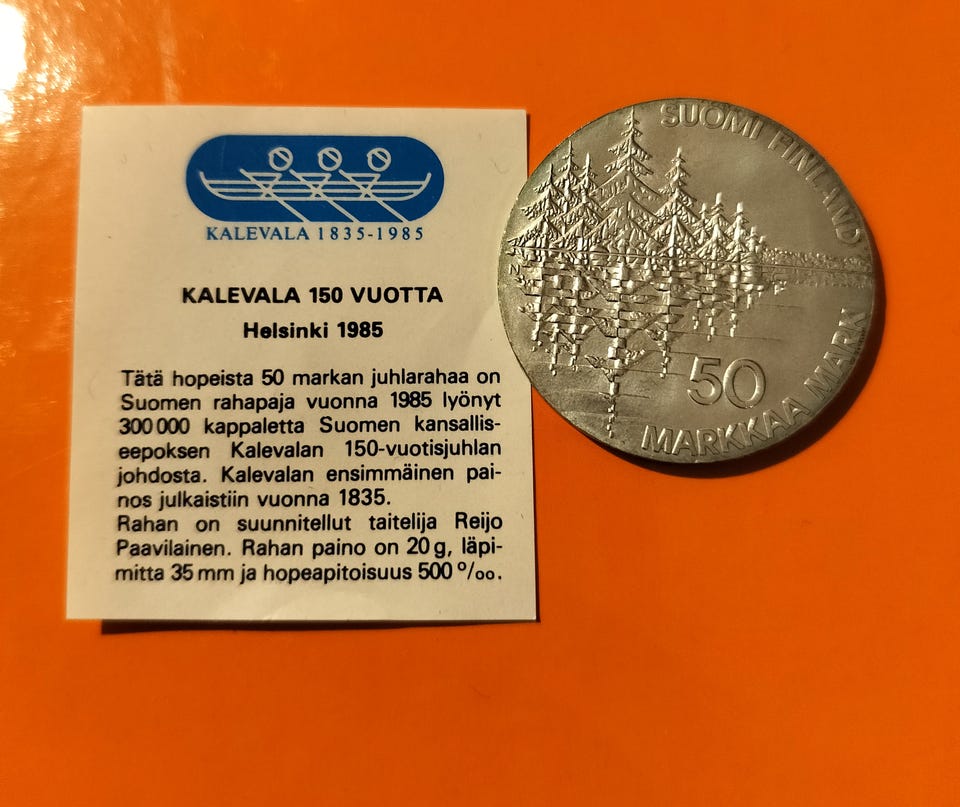 KALEVALA 1835-1985
KALEVALA 150 VUOTTA
Helsinki 1985
Tätä hopeista 50 markan juhlarahaa on
Suomen rahapaja vuonna 1985 lyönyt
300 000 kappaletta Suomen kansallis-
eepoksen Kalevalan 150-vuotisjuhlan
johdosta. Kalevalan ensimmäinen pai-
nos julkaistiin vuonna 1835.
Rahan on suunnitellut taitelija Reijo
Paavilainen. Rahan paino on 20 g, läpi-
mitta 35 mm ja hopeapitoisuus 500 º/oo.
SUOMI FINLAND
50
MARKKAA MARK